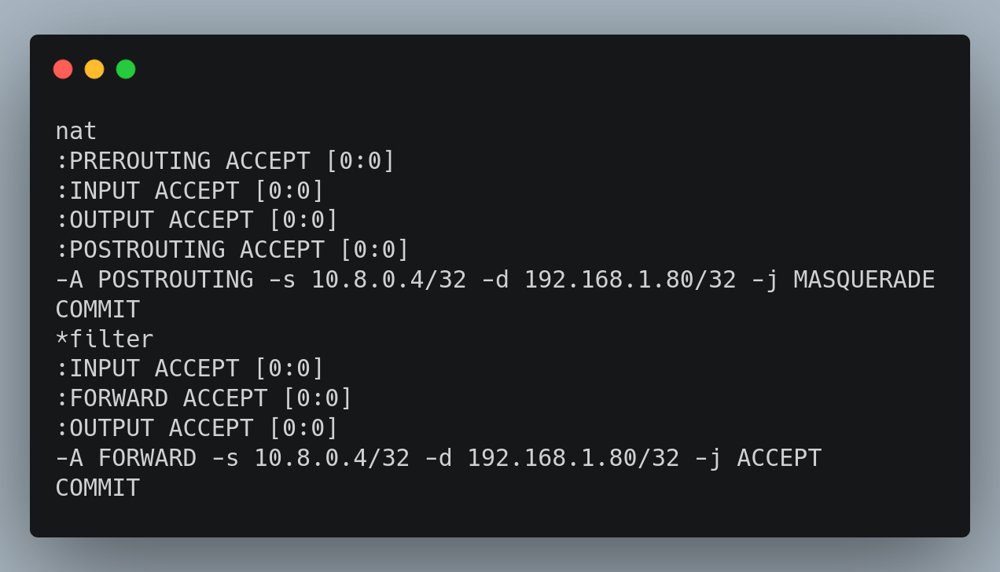 nat
:PREROUTING ACCEPT [0:0]
:INPUT ACCEPT [0:0]
:OUTPUT ACCEPT [0:0]
:POSTROUTING ACCEPT [0:0]
-A POSTROUTING -s 10.8.0.4/32 -d 192.168.1.80/32 -j MASQUERADE
COMMIT
*filter
:INPUT ACCEPT [0:0]
:FORWARD ACCEPT [0:0]
:OUTPUT ACCEPT [0:0]
-A FORWARD -s 10.8.0.4/32 -d 192.168.1.80/32 -j ACCEPT
COMMIT